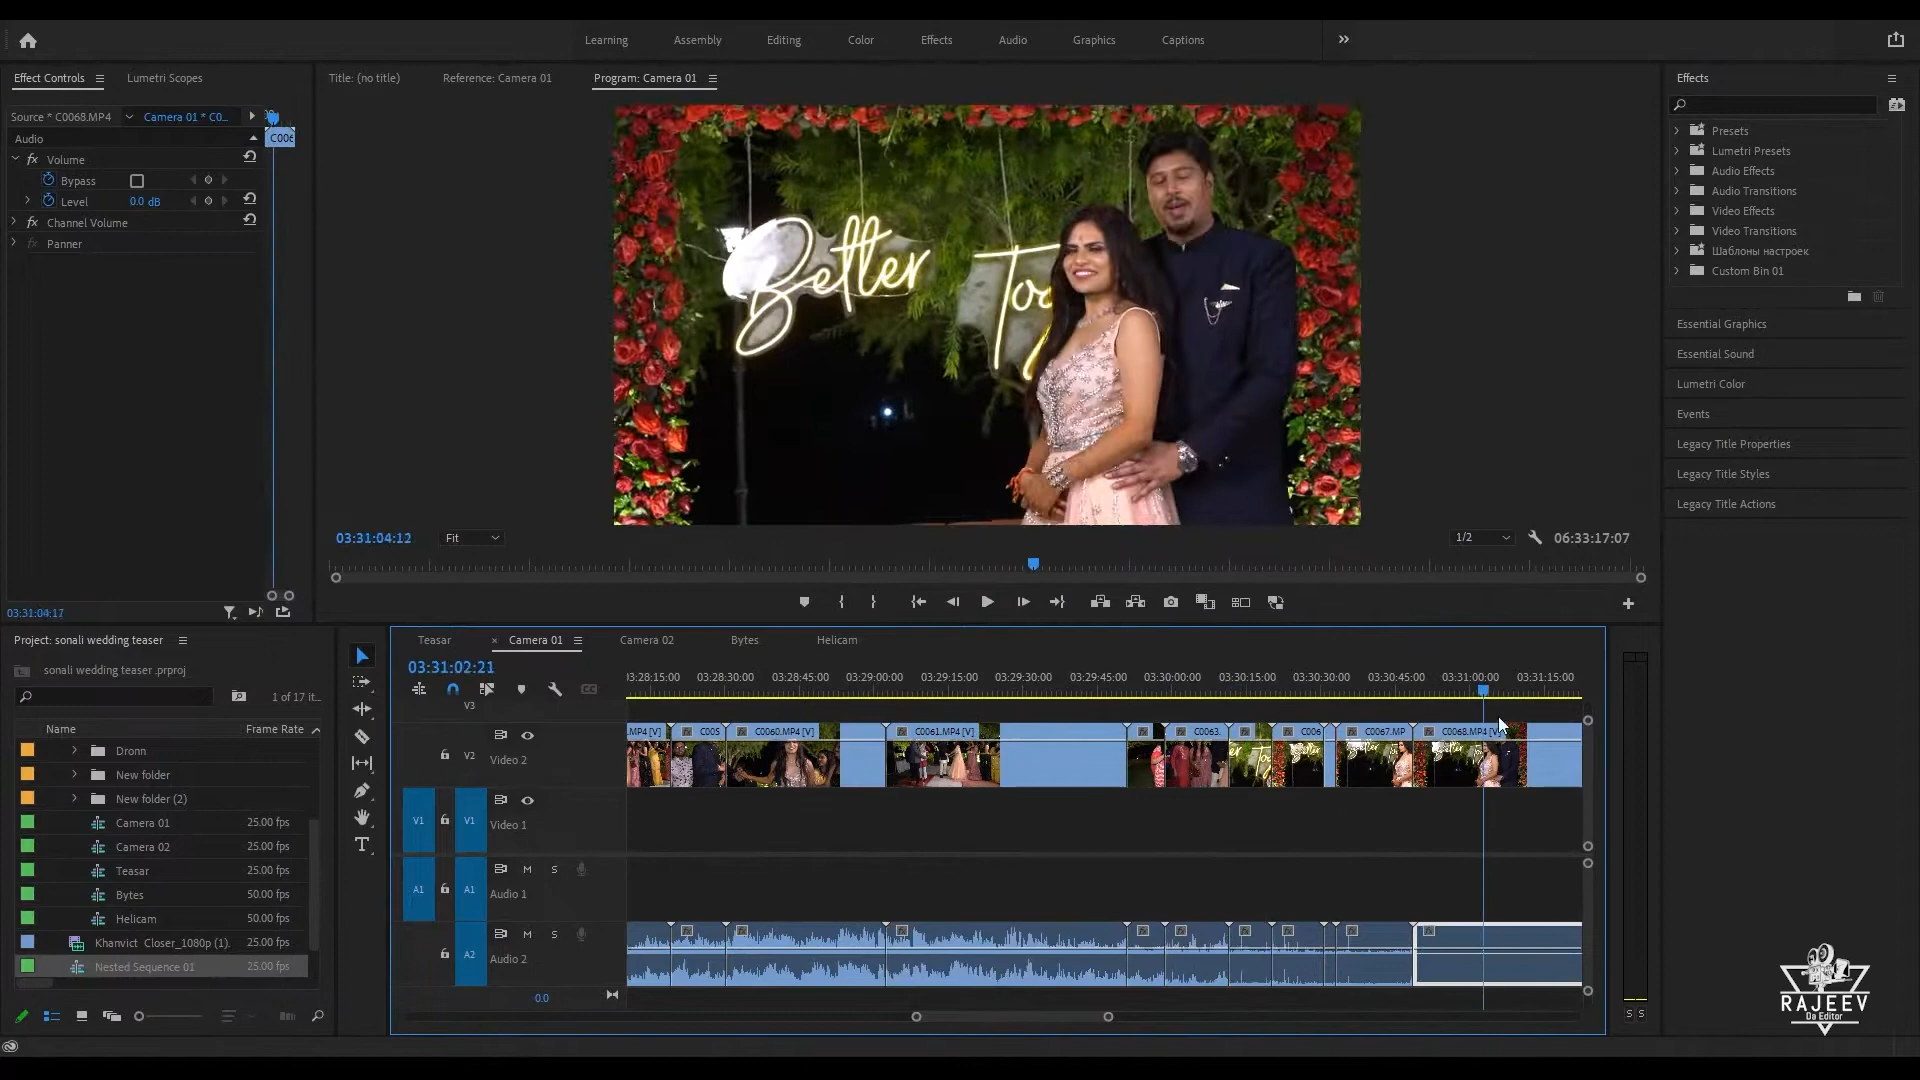 Learning Assembly Editing Color Effects Audio Graphics Captions
Effect Controls Lumetri Scopes
Source * C0068.MP4 Camera 01 * C0...
Audio
fx Volume
Bypass
Level 0.0 dB
fx Channel Volume
fx Panner
03:31:04:17
Title: (no title) Reference: Camera 01 Program: Camera 01
Better
Tog
03:31:04:12 Fit 1/2 06:33:17:07
Effects
Presets
Lumetri Presets
Audio Effects
Audio Transitions
Video Effects
Video Transitions
Шаблоны настроек
Custom Bin 01
Essential Graphics
Essential Sound
Lumetri Color
Events
Legacy Title Properties
Legacy Title Styles
Legacy Title Actions
Project: sonali wedding teaser
sonali wedding teaser .prproj
1 of 17 it...
Name Frame Rate
Dronn
New folder
New folder (2)
Camera 01 25.00 fps
Camera 02 25.00 fps
Teasar 25.00 fps
Bytes 50.00 fps
Helicam 50.00 fps
Khanvict Closer_1080p (1). 25.00 fps
Nested Sequence 01 25.00 fps
Teasar × Camera 01 Camera 02 Bytes Helicam
03:31:02:21
03:28:15:00 03:28:30:00 03:28:45:00 03:29:00:00 03:29:15:00 03:29:30:00 03:29:45:00 03:30:00:00 03:30:15:00 03:30:30:00 03:30:45:00 03:31:00:00 03:31:15:00
V3
.MP4 [V] C005 C0060.MP4 [V] C0061.MP4 [V] C0063. C006 C0067.MP C0068.MP4 [V]
V2 Video 2
V1 V1 Video 1
M S
A1 A1 Audio 1
M S
A2 Audio 2
0.0
S S
RAJEEV
Da Editor